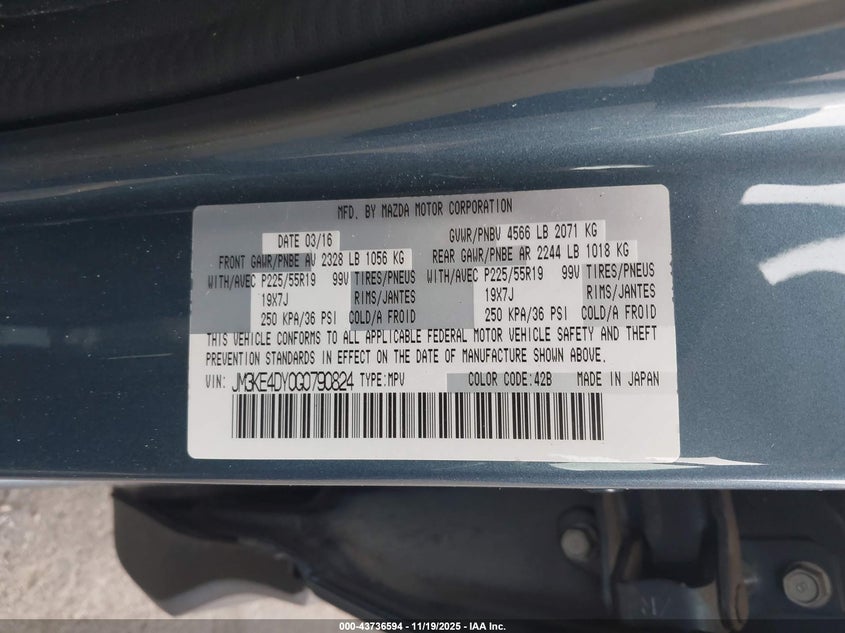 MFD. BY MAZDA MOTOR CORPORATION
DATE 03/16 GVWR/PNBV 4566 LB 2071 KG
FRONT GAWR/PNBE AV 2328 LB 1056 KG REAR GAWR/PNBE AR 2244 LB 1018 KG
WITH/AVEC P225/55R19 99V TIRES/PNEUS WITH/AVEC P225/55R19 99V TIRES/PNEUS
19X7J RIMS/JANTES 19X7J RIMS/JANTES
250 KPA/36 PSI COLD/A FROID 250 KPA/36 PSI COLD/A FROID
THIS VEHICLE CONFORMS TO ALL APPLICABLE FEDERAL MOTOR VEHICLE SAFETY AND THEFT
PREVENTION STANDARDS IN EFFECT ON THE DATE OF MANUFACTURE SHOWN ABOVE.
VIN: JM3KE4DY0G0790824 TYPE:MPV COLOR CODE:42B MADE IN JAPAN
000-43736594 - 11/19/2025 - IAA Inc.